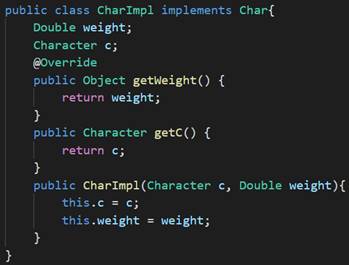 public class CharImpl implements Char{
    Double weight;
    Character c;
    @Override
    public Object getWeight() {
        return weight;
    }
    public Character getC() {
        return c;
    }
    public CharImpl(Character c, Double weight){
        this.c = c;
        this.weight = weight;
    }
}